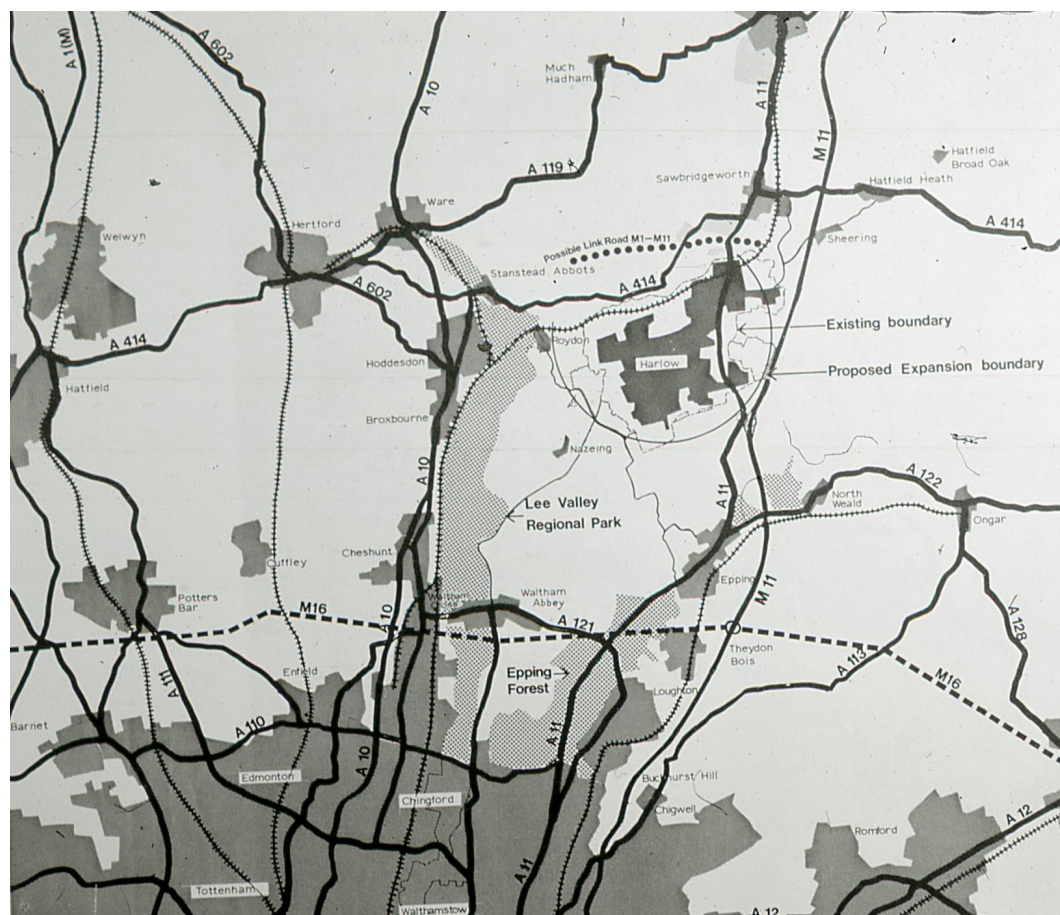 A 1(M)
A 602
A 10
Much
Hadham
A 11
M 11
A 119
Hatfield
Broad Oak
Sawbridgeworth
Hatfield Heath
Ware
Hertford
Welwyn
A 414
Sheering
Possible Link Road M1–M11
Stanstead Abbots
A 602
A 414
A 414
Roydon
Existing boundary
Hoddesdon
Harlow
Proposed Expansion boundary
Hatfield
Broxbourne
Nazeing
A 10
A 11
A 122
North
Weald
Lee Valley
Regional Park
Ongar
Cheshunt
Cuffley
Epping
M 11
Potters
Bar
Waltham
Cross
Waltham
Abbey
M16
A 10
A 121
A 128
Theydon
Bois
Epping
Forest
A 113
M16
Enfield
A 111
Loughton
Barnet
A 110
A 11
A 10
Edmonton
Buckhurst Hill
Chingford
Chigwell
A 12
Romford
A 11
Tottenham
Walthamstow
A 12